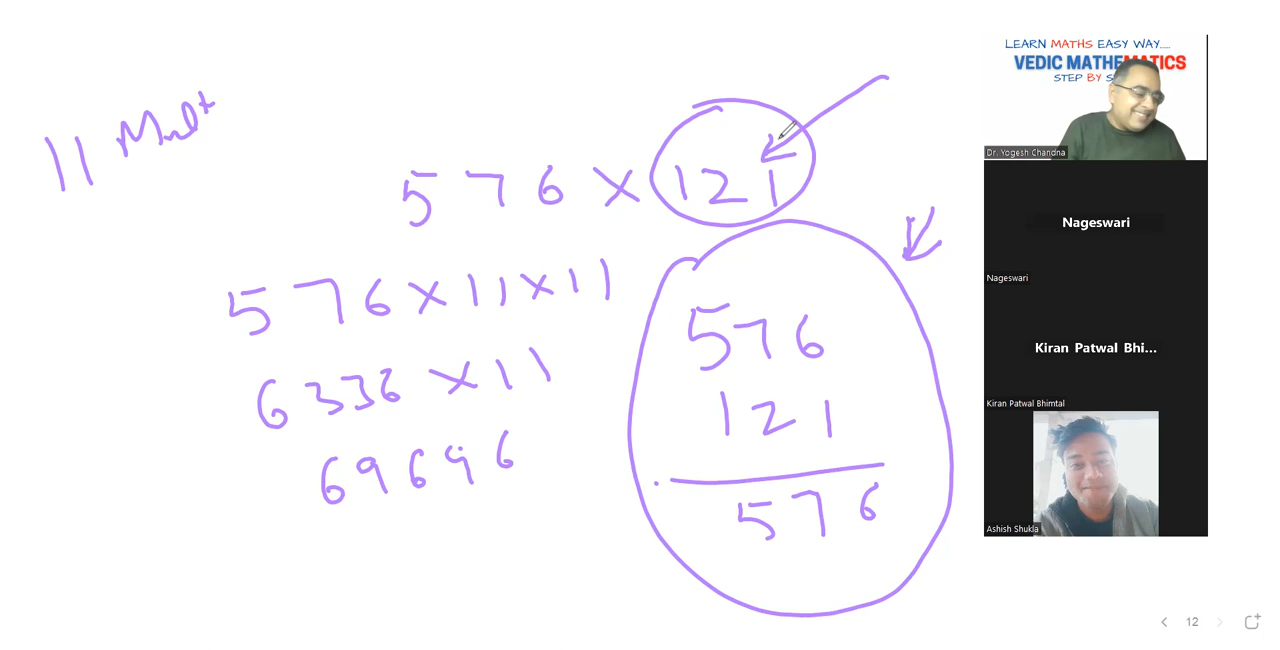 11 Mult
576 × 121
576 × 11 × 11
6336 × 11
69696
576
121
576
LEARN MATHS EASY WAY....
VEDIC MATHEMATICS
STEP BY S
Dr. Yogesh Chandna
Nageswari
Nageswari
Kiran Patwal Bhi...
Kiran Patwal Bhimtal
Ashish Shukla
12